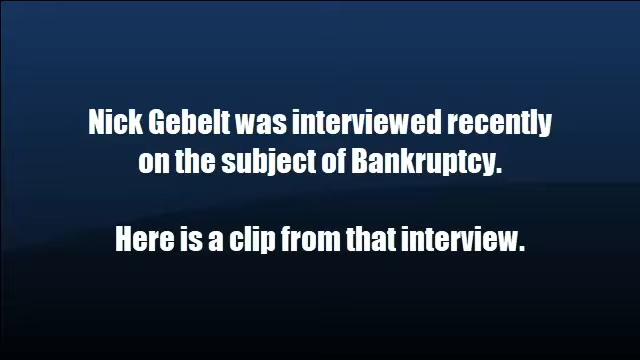 Nick Gebelt was interviewed recently
on the subject of Bankruptcy.
Here is a clip from that interview.